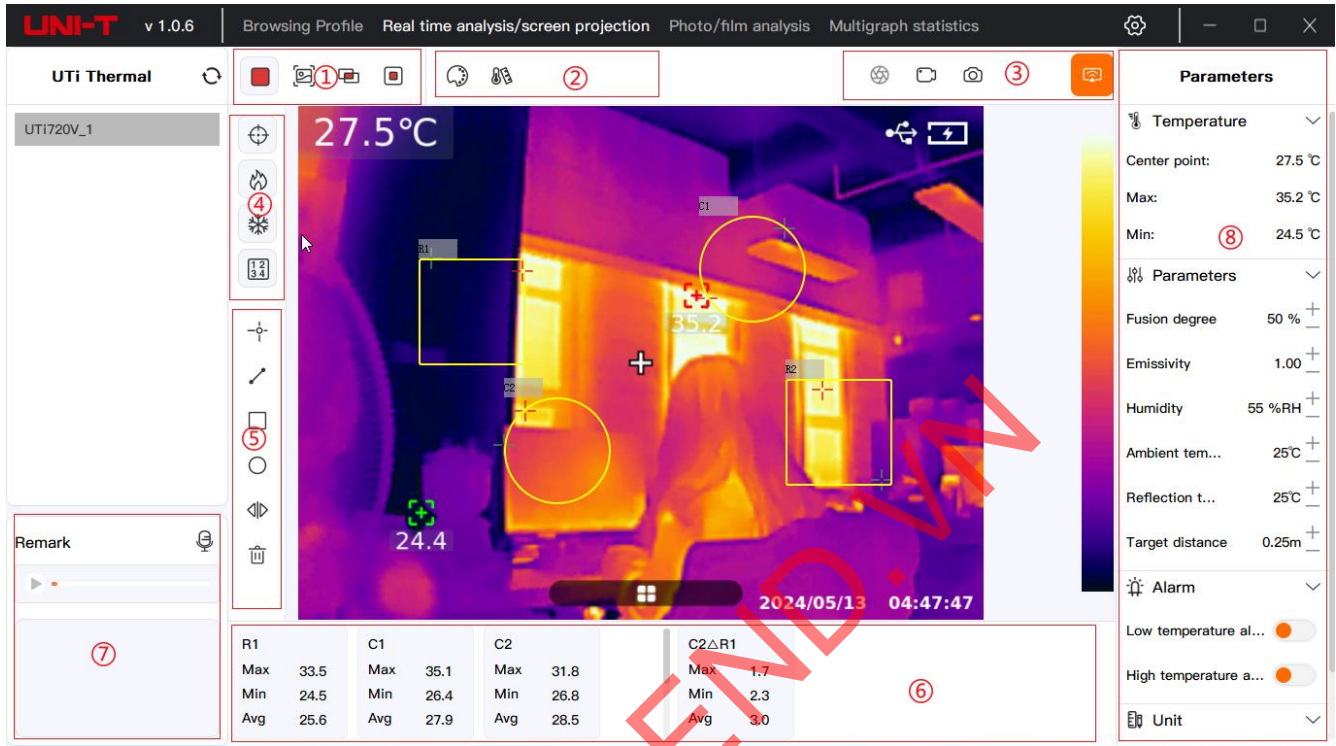 UNI-T v 1.0.6 Browsing Profile Real time analysis/screen projection Photo/film analysis Multigraph statistics
UTi Thermal
① ② ③
UTi720V_1
④
1 2
3 4
⑤
Remark
⑦
27.5°C
C1
R1
35.2
R2
C2
24.4
2024/05/13 04:47:47
R1
Max 33.5
Min 24.5
Avg 25.6
C1
Max 35.1
Min 26.4
Avg 27.9
C2
Max 31.8
Min 26.8
Avg 28.5
C2△R1
Max 1.7
Min 2.3
Avg 3.0
⑥
Parameters
Temperature
Center point: 27.5 ℃
Max: 35.2 ℃
Min: 24.5 ℃
⑧
Parameters
Fusion degree 50 %
Emissivity 1.00
Humidity 55 %RH
Ambient tem... 25℃
Reflection t... 25℃
Target distance 0.25m
Alarm
Low temperature al...
High temperature a...
Unit
END.VN